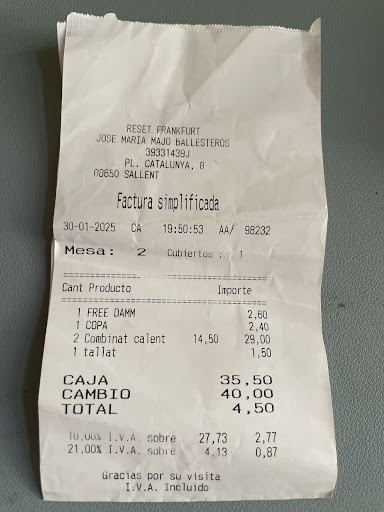 RESET FRANKFURT
JOSE MARIA MAJO BALLESTEROS
39331439J
PL. CATALUNYA, 8
08650 SALLENT
Factura simplificada
30-01-2025 CA 19:50:53 AA/ 98232
Mesa: 2 Cubiertos : 1
Cant Producto Importe
1 FREE DAMM 2,60
1 COPA 2,40
2 Combinat calent 14,50 29,00
1 tallat 1,50
CAJA 35,50
CAMBIO 40,00
TOTAL 4,50
10,00% I.V.A. sobre 27,73 2,77
21,00% I.V.A. sobre 4,13 0,87
Gracias por su visita
I.V.A. Incluido